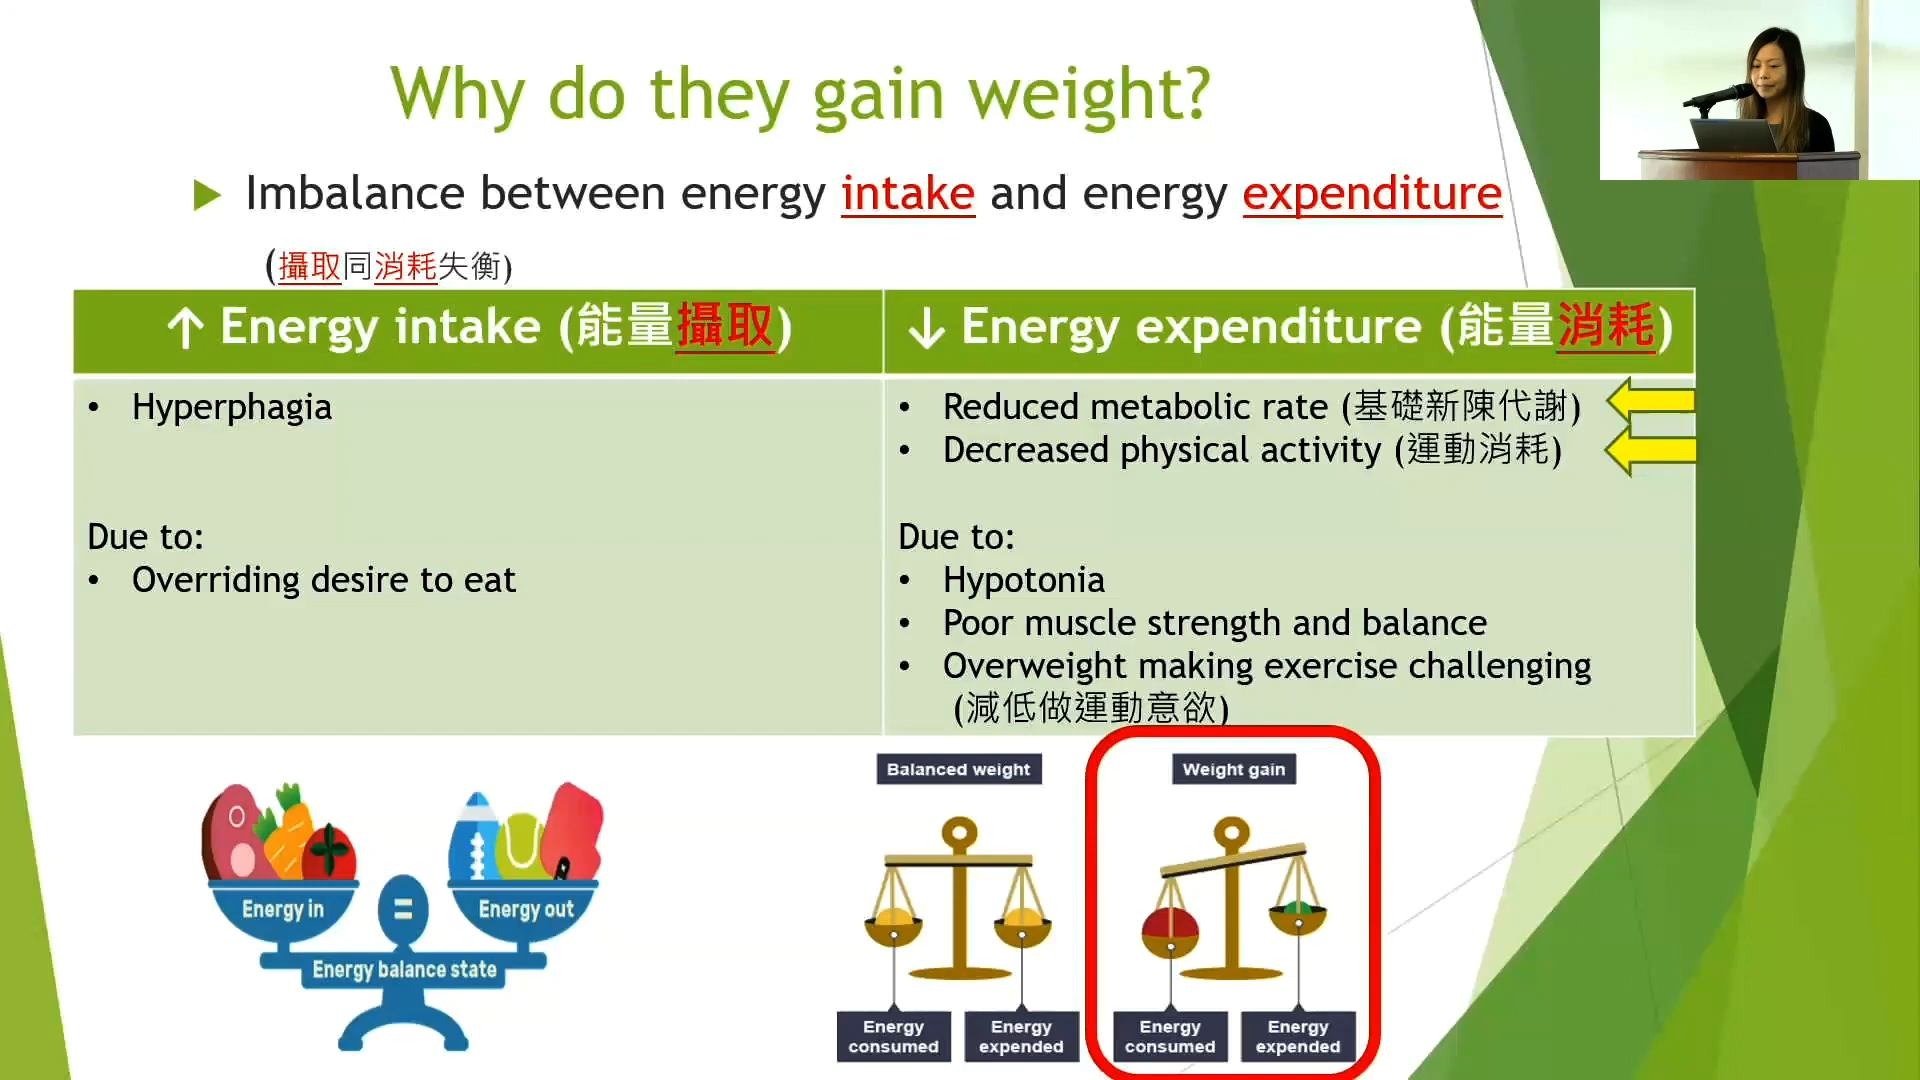 Why do they gain weight?
Imbalance between energy intake and energy expenditure
(攝取同消耗失衡)
↑ Energy intake (能量攝取)
↓ Energy expenditure (能量消耗)
• Hyperphagia
Due to:
• Overriding desire to eat
• Reduced metabolic rate (基礎新陳代謝)
• Decreased physical activity (運動消耗)
Due to:
• Hypotonia
• Poor muscle strength and balance
• Overweight making exercise challenging
(減低做運動意欲)
Energy in
=
Energy out
Energy balance state
Balanced weight
Energy
consumed
Energy
expended
Weight gain
Energy
consumed
Energy
expended